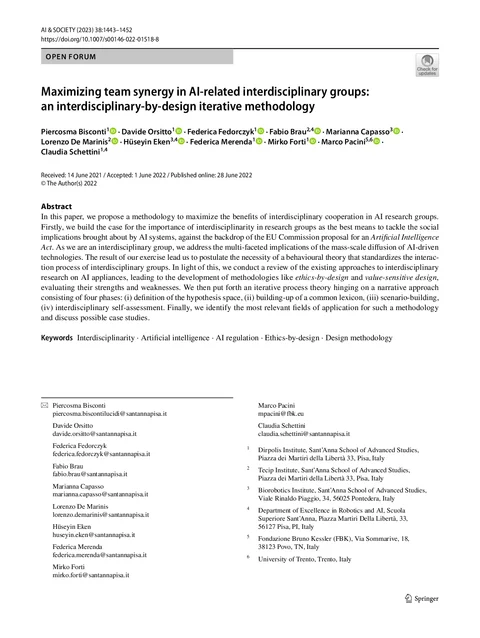 AI & SOCIETY (2023) 38:1443–1452
https://doi.org/10.1007/s00146-022-01518-8
OPEN FORUM
Check for
updates
Maximizing team synergy in AI-related interdisciplinary groups:
an interdisciplinary-by-design iterative methodology
Piercosma Bisconti1 · Davide Orsitto1 · Federica Fedorczyk1 · Fabio Brau2,4 · Marianna Capasso3 ·
Lorenzo De Marinis2 · Hüseyin Eken3,4 · Federica Merenda1 · Mirko Forti1 · Marco Pacini5,6 ·
Claudia Schettini1,4
Received: 14 June 2021 / Accepted: 1 June 2022 / Published online: 28 June 2022
© The Author(s) 2022
Abstract
In this paper, we propose a methodology to maximize the benefits of interdisciplinary cooperation in AI research groups.
Firstly, we build the case for the importance of interdisciplinarity in research groups as the best means to tackle the social
implications brought about by AI systems, against the backdrop of the EU Commission proposal for an Artificial Intelligence
Act. As we are an interdisciplinary group, we address the multi-faceted implications of the mass-scale diffusion of AI-driven
technologies. The result of our exercise lead us to postulate the necessity of a behavioural theory that standardizes the interac-
tion process of interdisciplinary groups. In light of this, we conduct a review of the existing approaches to interdisciplinary
research on AI appliances, leading to the development of methodologies like ethics-by-design and value-sensitive design,
evaluating their strengths and weaknesses. We then put forth an iterative process theory hinging on a narrative approach
consisting of four phases: (i) definition of the hypothesis space, (ii) building-up of a common lexicon, (iii) scenario-building,
(iv) interdisciplinary self-assessment. Finally, we identify the most relevant fields of application for such a methodology
and discuss possible case studies.
Keywords Interdisciplinarity · Artificial intelligence · AI regulation · Ethics-by-design · Design methodology
Piercosma Bisconti
piercosma.biscontilucidi@santannapisa.it
Davide Orsitto
davide.orsitto@santannapisa.it
Federica Fedorczyk
federica.fedorczyk@santannapisa.it
Fabio Brau
fabio.brau@santannapisa.it
Marianna Capasso
marianna.capasso@santannapisa.it
Lorenzo De Marinis
lorenzo.demarinis@santannapisa.it
Hüseyin Eken
huseyin.eken@santannapisa.it
Federica Merenda
federica.merenda@santannapisa.it
Mirko Forti
mirko.forti@santannapisa.it
Marco Pacini
mpacini@fbk.eu
Claudia Schettini
claudia.schettini@santannapisa.it
1 Dirpolis Institute, Sant'Anna School of Advanced Studies,
Piazza dei Martiri della Libertà 33, Pisa, Italy
2 Tecip Institute, Sant'Anna School of Advanced Studies,
Piazza dei Martiri della Libertà 33, Pisa, Italy
3 Biorobotics Institute, Sant'Anna School of Advanced Studies,
Viale Rinaldo Piaggio, 34, 56025 Pontedera, Italy
4 Department of Excellence in Robotics and AI, Scuola
Superiore Sant'Anna, Piazza Martiri Della Libertà, 33,
56127 Pisa, PI, Italy
5 Fondazione Bruno Kessler (FBK), Via Sommarive, 18,
38123 Povo, TN, Italy
6 University of Trento, Trento, Italy
Springer